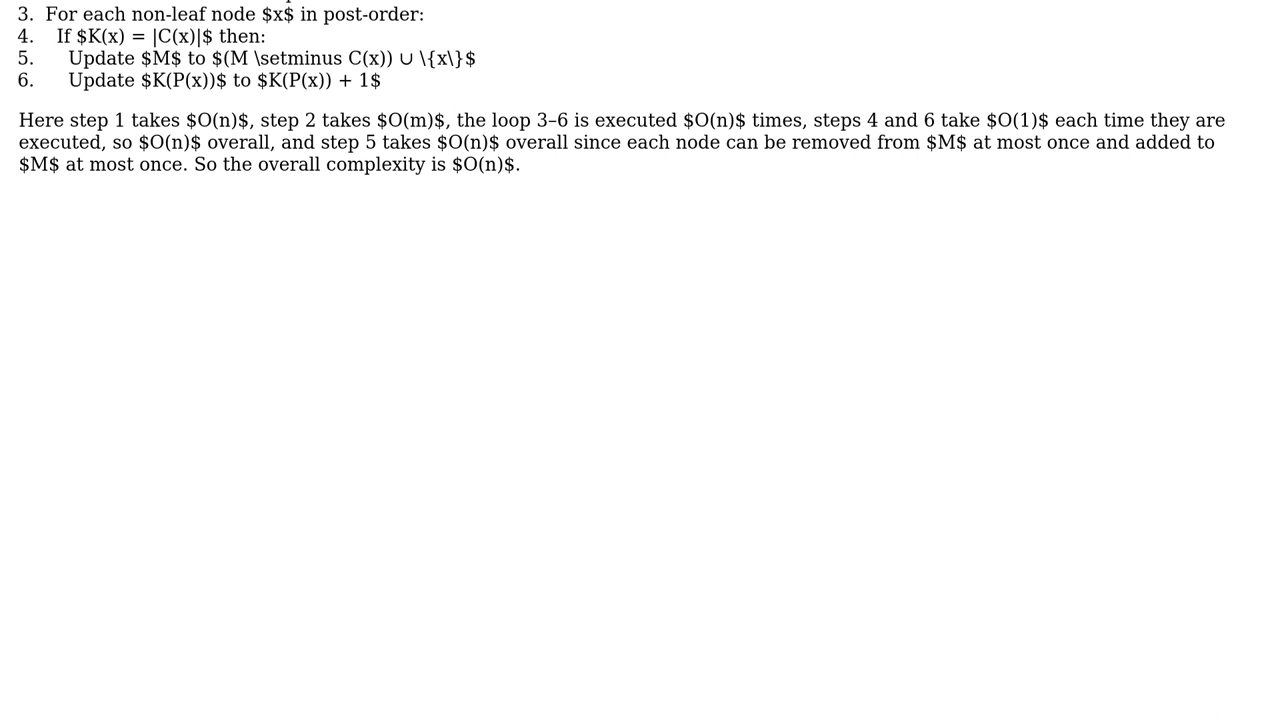 3.  For each non-leaf node $x$ in post-order:
4.    If $K(x) = |C(x)|$ then:
5.      Update $M$ to $(M \setminus C(x)) ∪ \{x\}$
6.      Update $K(P(x))$ to $K(P(x)) + 1$
Here step 1 takes $O(n)$, step 2 takes $O(m)$, the loop 3–6 is executed $O(n)$ times, steps 4 and 6 take $O(1)$ each time they are
executed, so $O(n)$ overall, and step 5 takes $O(n)$ overall since each node can be removed from $M$ at most once and added to
$M$ at most once. So the overall complexity is $O(n)$.